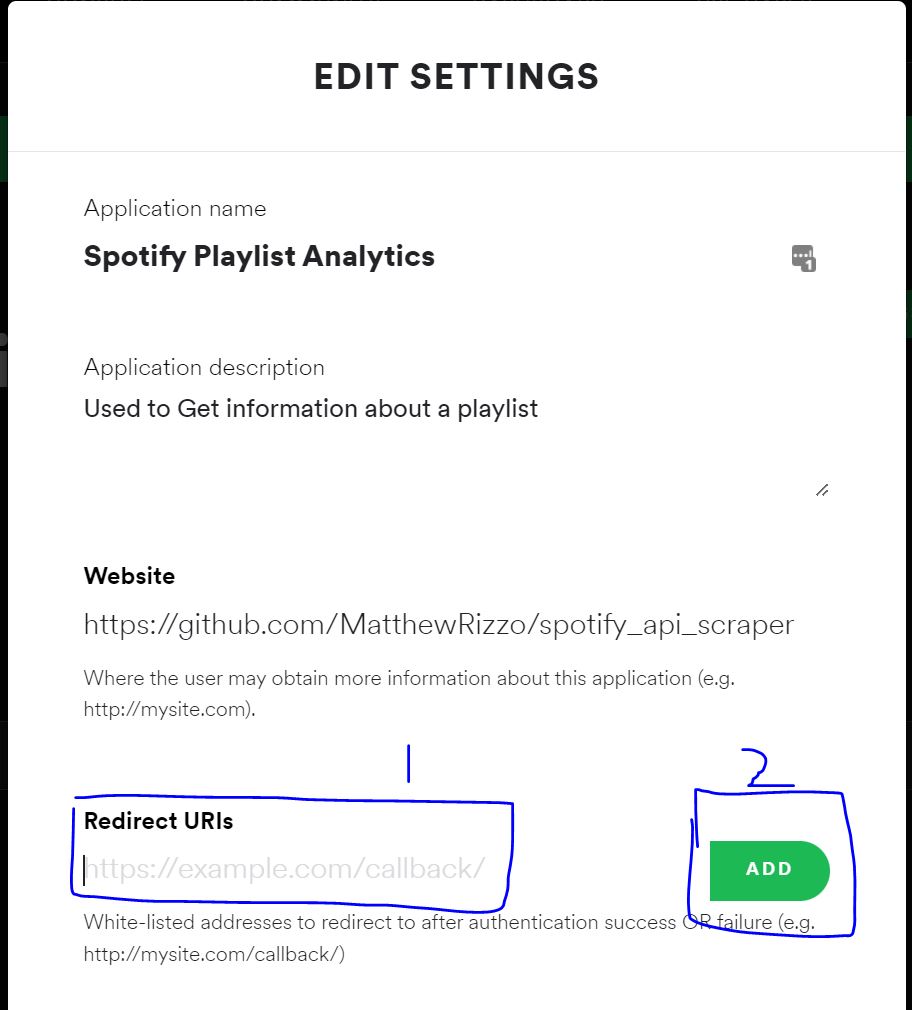 EDIT SETTINGS
Application name
Spotify Playlist Analytics
1
Application description
Used to Get information about a playlist
Website
https://github.com/MatthewRizzo/spotify_api_scraper
Where the user may obtain more information about this application (e.g.
http://mysite.com).
1
2
Redirect URIs
https://example.com/callback/
ADD
White-listed addresses to redirect to after authentication success OR failure (e.g.
http://mysite.com/callback/)